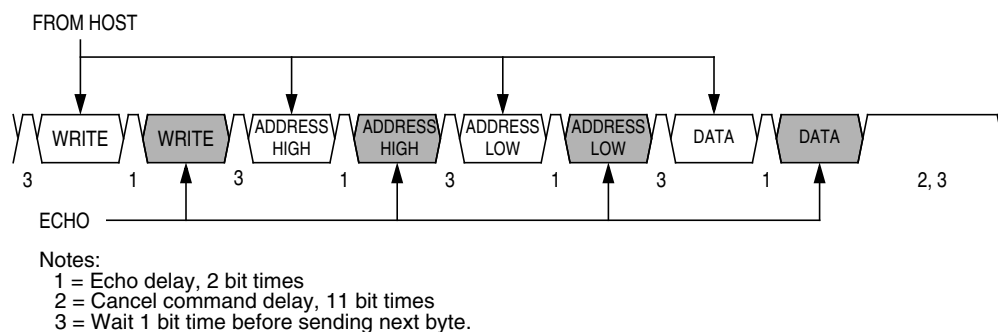 FROM HOST
WRITE WRITE ADDRESS HIGH ADDRESS HIGH ADDRESS LOW ADDRESS LOW DATA DATA
3 1 3 1 3 1 3 1 2, 3
ECHO
Notes:
1 = Echo delay, 2 bit times
2 = Cancel command delay, 11 bit times
3 = Wait 1 bit time before sending next byte.